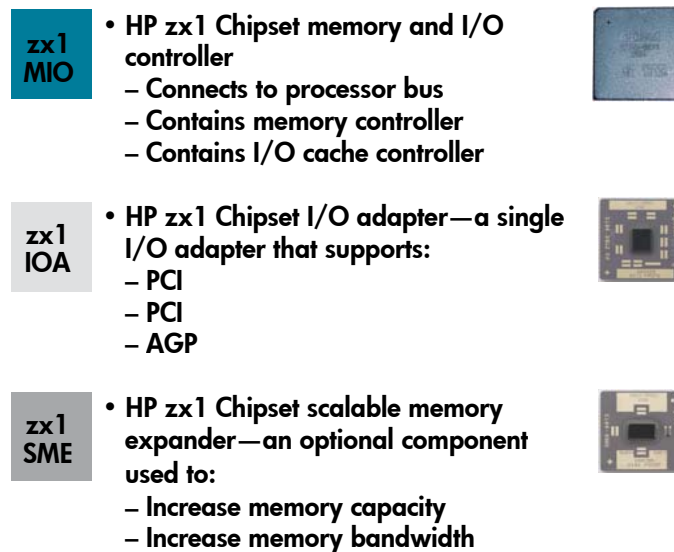 zx1
MIO
• HP zx1 Chipset memory and I/O
controller
– Connects to processor bus
– Contains memory controller
– Contains I/O cache controller
zx1
IOA
• HP zx1 Chipset I/O adapter—a single
I/O adapter that supports:
– PCI
– PCI
– AGP
zx1
SME
• HP zx1 Chipset scalable memory
expander—an optional component
used to:
– Increase memory capacity
– Increase memory bandwidth